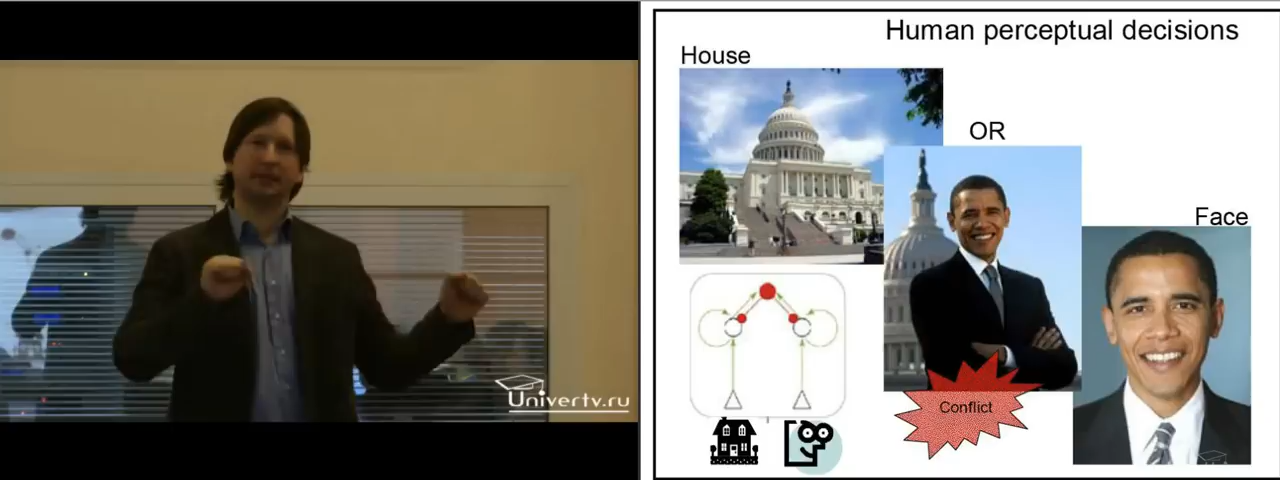 Human perceptual decisions
House
OR
Face
Conflict
Univertv.ru